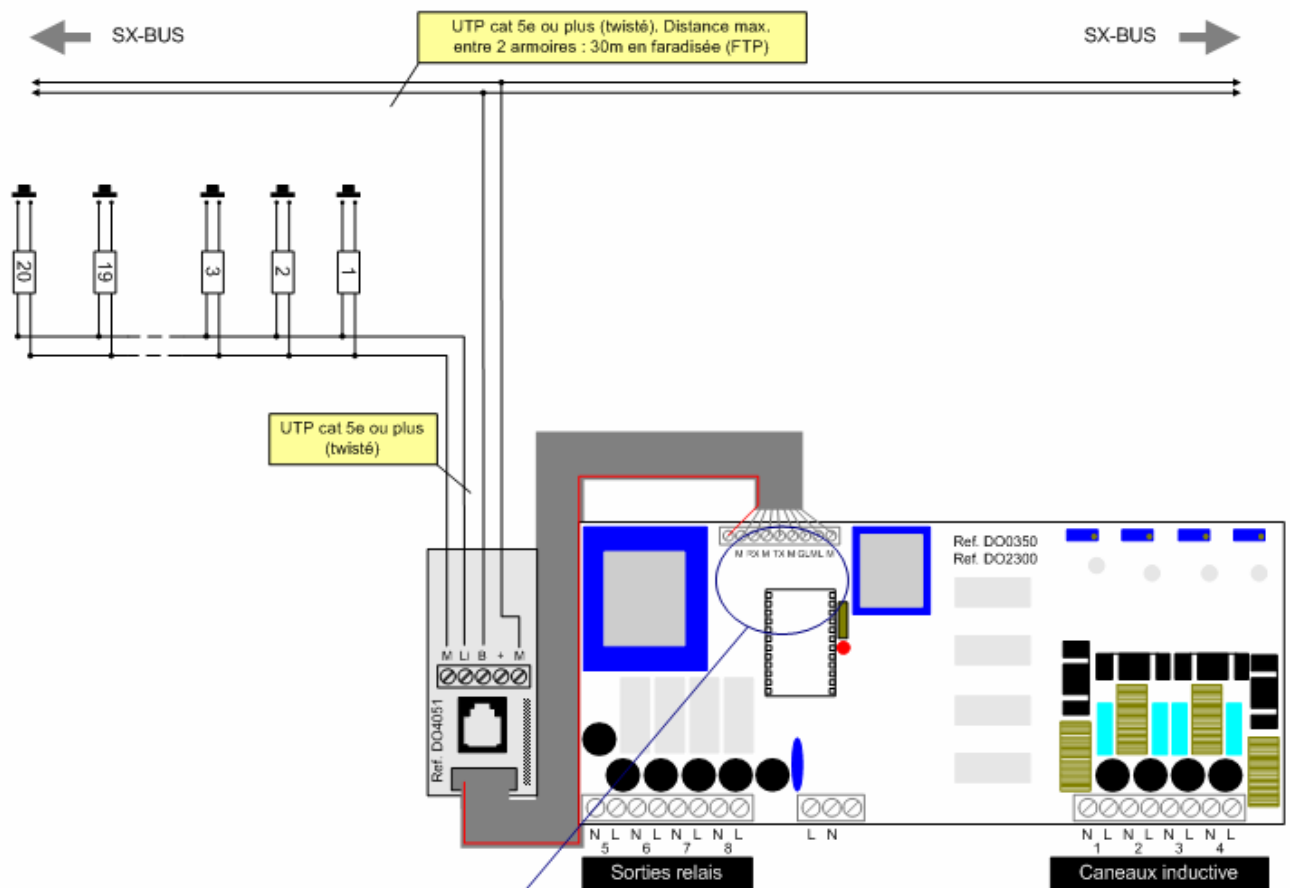 SX-BUS
UTP cat 5e ou plus (twisté). Distance max.
entre 2 armoires : 30m en faradisée (FTP)
SX-BUS
20
19
3
2
1
UTP cat 5e ou plus
(twisté)
M RX M TX M GLML M
Ref. DO0350
Ref. DO2300
M Li B + M
Ref. DO4051
N L N L N L N L
5 6 7 8
L N
N L N L N L N L
1 2 3 4
Sorties relais
Caneaux inductive